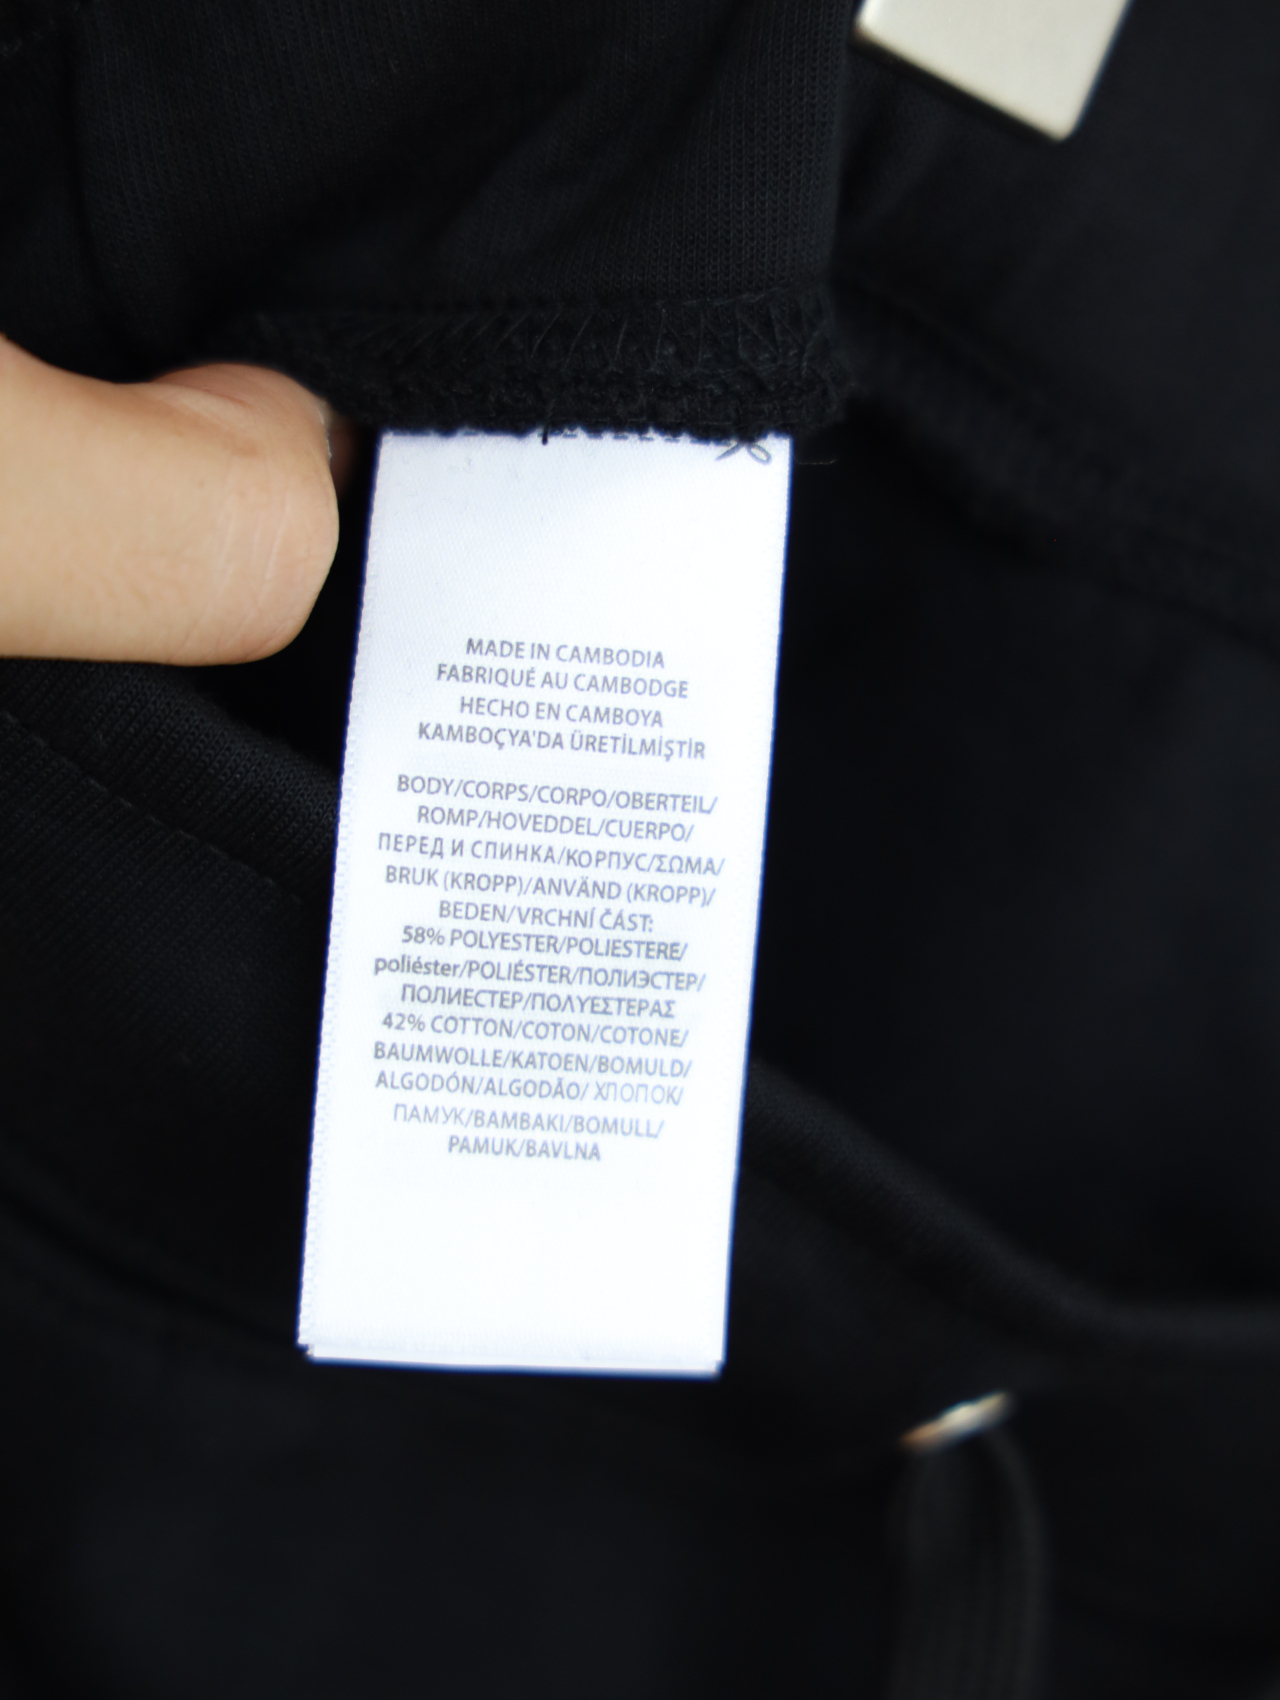 MADE IN CAMBODIA
FABRIQUÉ AU CAMBODGE
HECHO EN CAMBOYA
KAMBOÇYA'DA ÜRETİLMİŞTİR
BODY/CORPS/CORPO/OBERTEIL/
ROMP/HOVEDDEL/CUERPO/
ПЕРЕД И СПИНКА/КОРПУС/ΣΩΜΑ/
BRUK (KROPP)/ANVÄND (KROPP)/
BEDEN/VRCHNÍ ČÁST:
58% POLYESTER/POLIESTERE/
poliéster/POLIÉSTER/ПОЛИЭСТЕР/
ПОЛИЕСТЕР/ΠΟΛΥΕΣΤΕΡΑΣ
42% COTTON/COTON/COTONE/
BAUMWOLLE/KATOEN/BOMULD/
ALGODÓN/ALGODÃO/ ХЛОПОК/
ПАМУК/ΒΑΜΒΑΚΙ/BOMULL/
PAMUK/BAVLNA